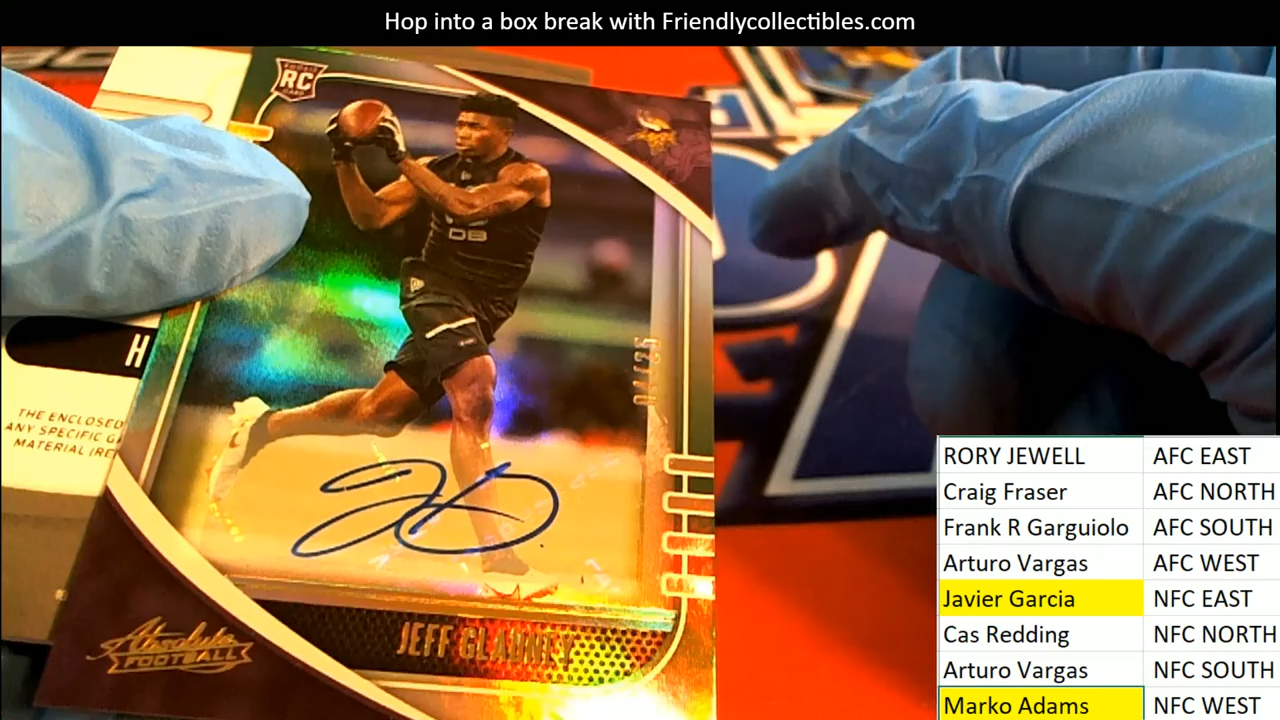 Hop into a box break with Friendlycollectibles.com
RC
DB
H
THE ENCLOSED
ANY SPECIFIC
MATERIAL (RE
Absolute
FOOTBALL
JEFF GLADNEY
RORY JEWELL AFC EAST
Craig Fraser AFC NORTH
Frank R Garguiolo AFC SOUTH
Arturo Vargas AFC WEST
Javier Garcia NFC EAST
Cas Redding NFC NORTH
Arturo Vargas NFC SOUTH
Marko Adams NFC WEST